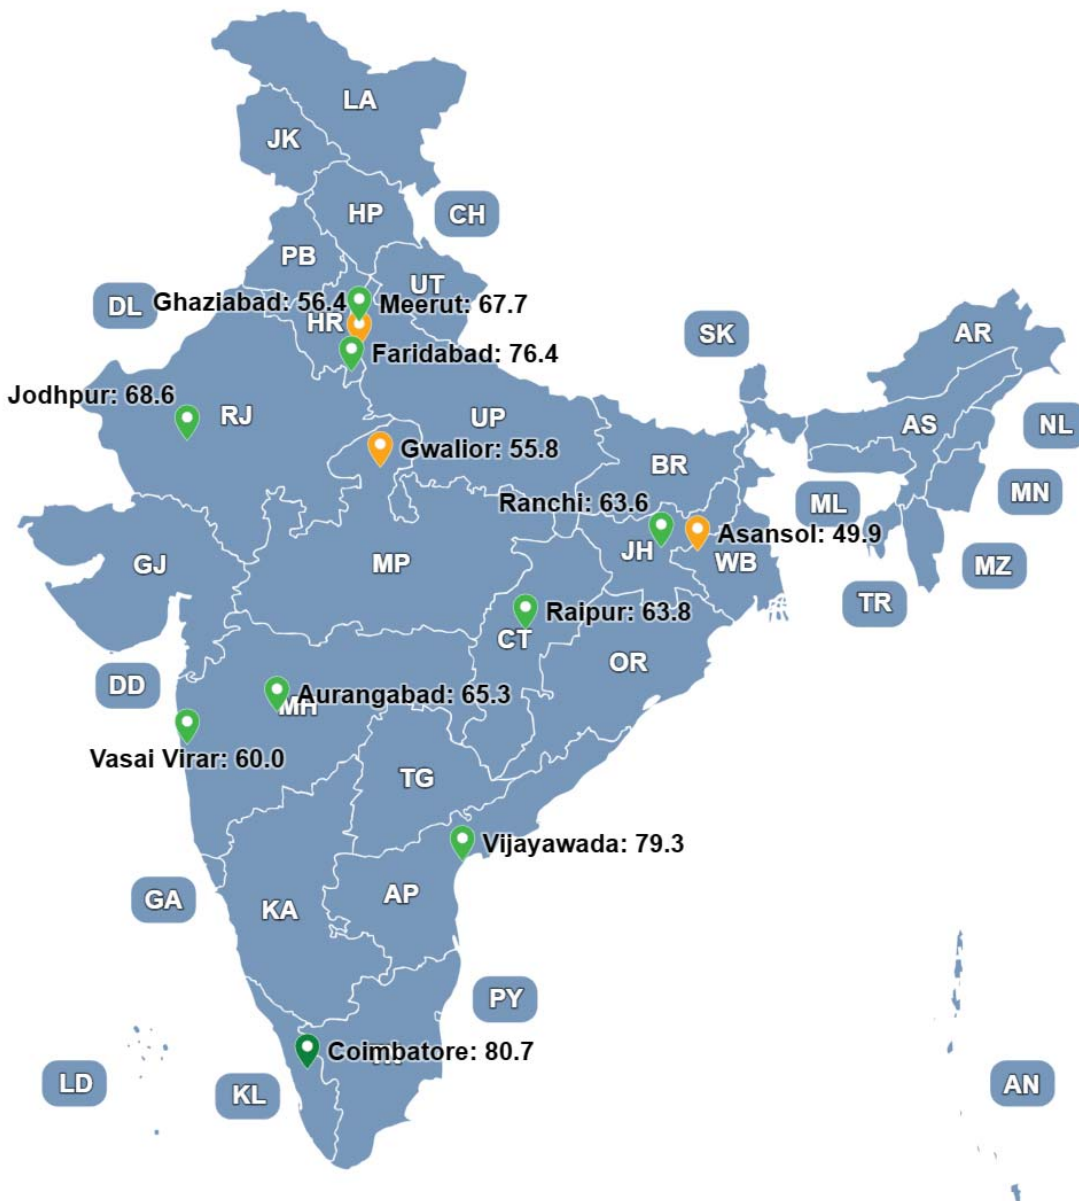 LA
JK
HP
CH
PB
UT
DL
Ghaziabad: 56.4
Meerut: 67.7
HR
SK
AR
Faridabad: 76.4
Jodhpur: 68.6
RJ
UP
AS
NL
Gwalior: 55.8
BR
MN
Ranchi: 63.6
ML
Asansol: 49.9
JH
WB
GJ
MP
MZ
TR
Raipur: 63.8
CT
OR
DD
Aurangabad: 65.3
MH
Vasai Virar: 60.0
TG
Vijayawada: 79.3
GA
KA
AP
PY
Coimbatore: 80.7
LD
KL
AN